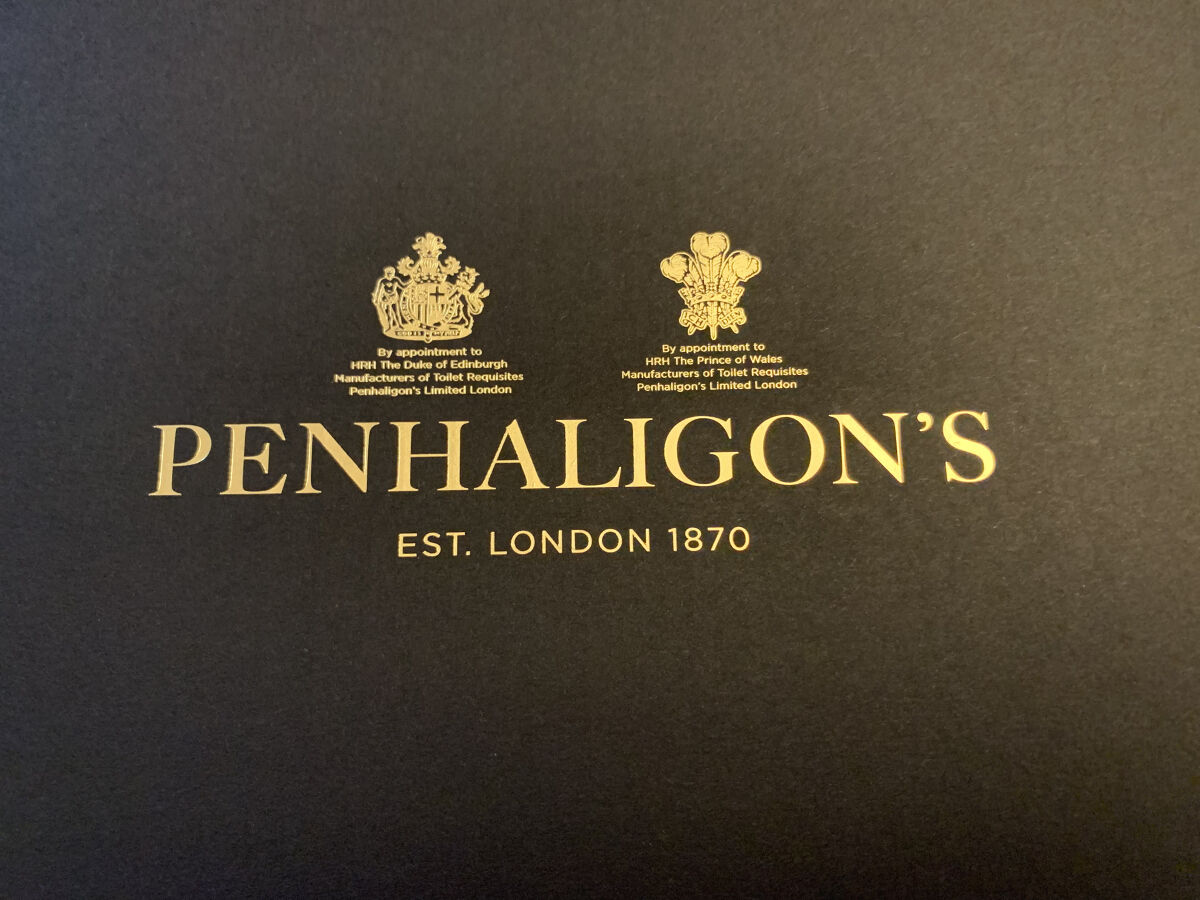 By appointment to
HRH The Duke of Edinburgh
Manufacturers of Toilet Requisites
Penhaligon's Limited London
By appointment to
HRH The Prince of Wales
Manufacturers of Toilet Requisites
Penhaligon's Limited London
PENHALIGON'S
EST. LONDON 1870